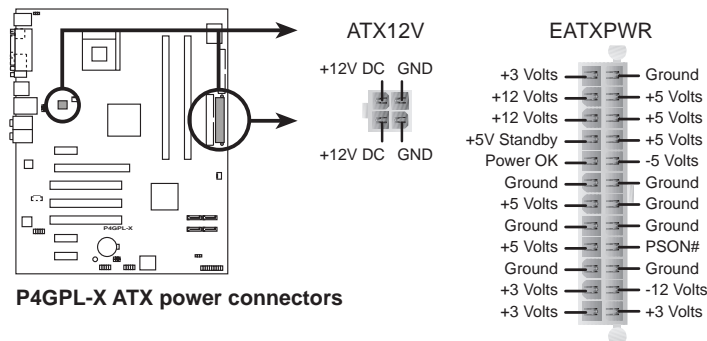 ATX12V
+12V DC GND
+12V DC GND
EATXPWR
+3 Volts Ground
+12 Volts +5 Volts
+12 Volts +5 Volts
+5V Standby +5 Volts
Power OK -5 Volts
Ground Ground
+5 Volts Ground
Ground Ground
+5 Volts PSON#
Ground Ground
+3 Volts -12 Volts
+3 Volts +3 Volts
P4GPL-X
P4GPL-X ATX power connectors